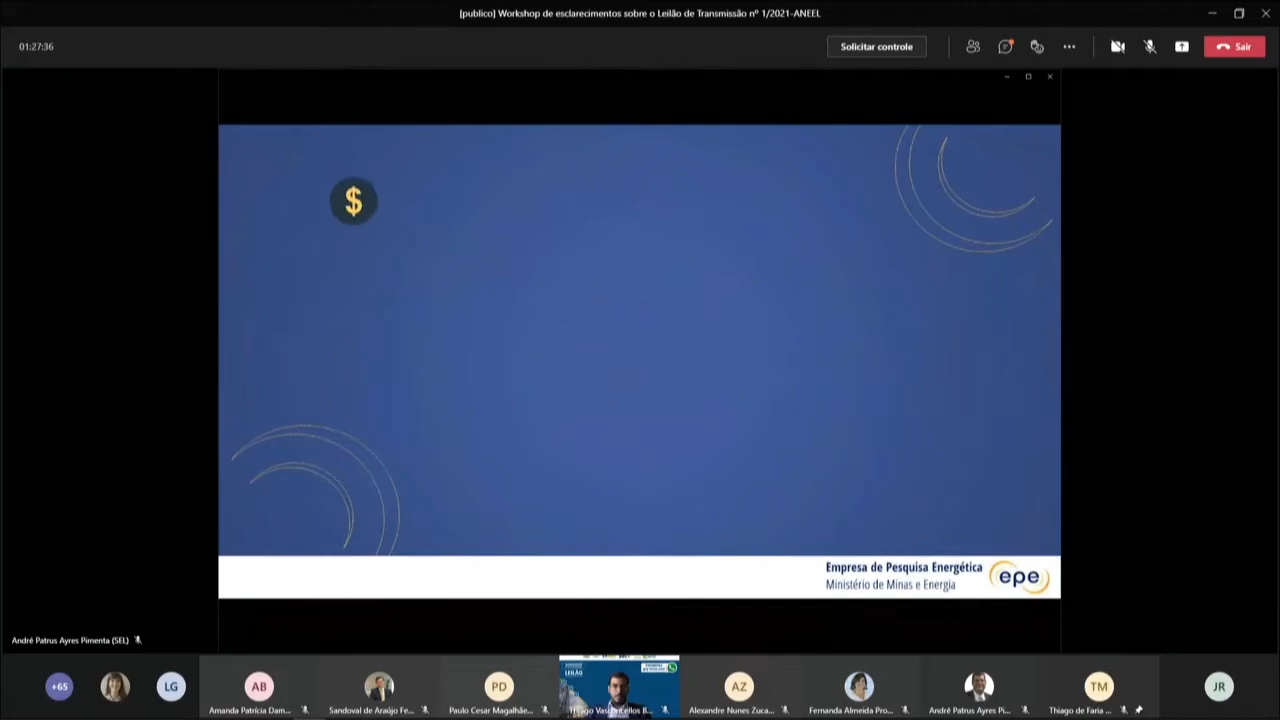 [publico] Workshop de esclarecimentos sobre o Leilão de Transmissão nº 1/2021-ANEEL
01:27:36
Solicitar controle
Sair
$
Empresa de Pesquisa Energética
Ministério de Minas e Energia
epe
André Patrus Ayres Pimenta (SEL)
+65
LG
AB
PD
LEILÃO
AZ
TM
JR
Amanda Patrícia Dam...
Sandoval de Araújo Fe...
Paulo Cesar Magalhãe...
Thiago Vasconcellos B...
Alexandre Nunes Zuca...
Fernanda Almeida Pro...
André Patrus Ayres Pi...
Thiago de Faria ...